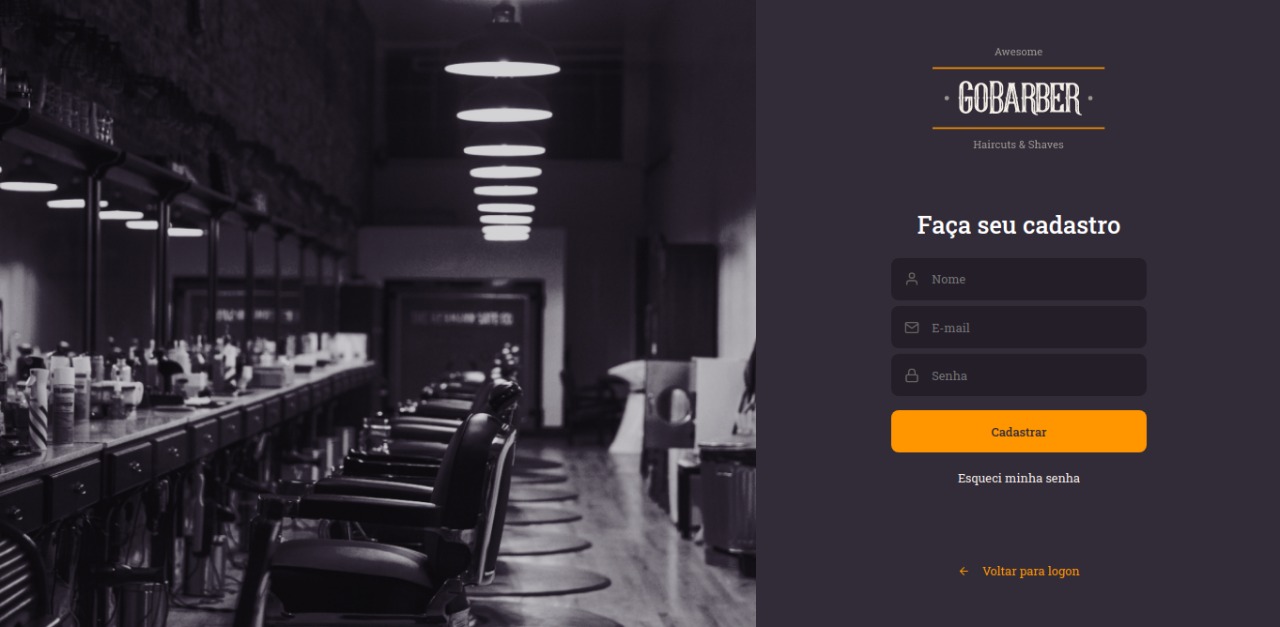 Awesome
GOBARBER
Haircuts & Shaves
Faça seu cadastro
Nome
E-mail
Senha
Cadastrar
Esqueci minha senha
Voltar para logon